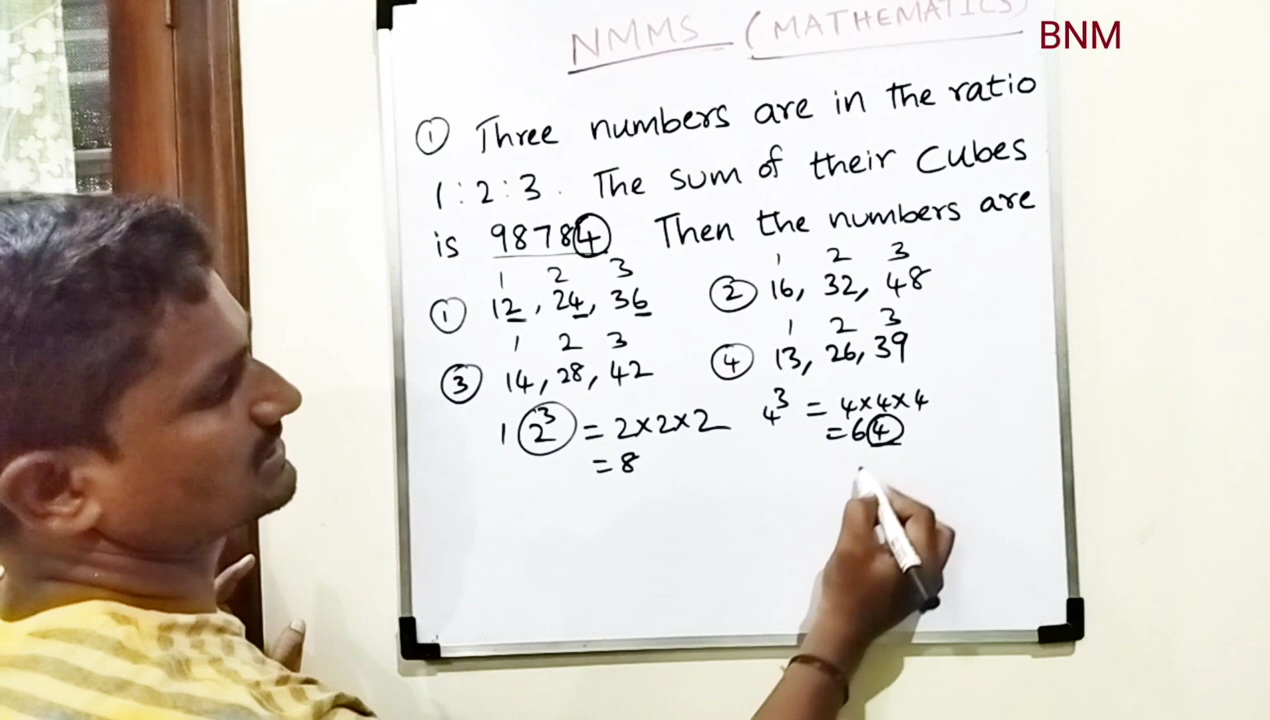 NMMS (MATHEMATICS)
BNM
① Three numbers are in the ratio
1 : 2 : 3 . The sum of their Cubes
is 98784 Then the numbers are
1 2 3 1 2 3
① 12, 24, 36 ② 16, 32, 48
1 2 3 1 2 3
③ 14, 28, 42 ④ 13, 26, 39
1 2³ = 2×2×2 4³ = 4×4×4
= 8 = 64